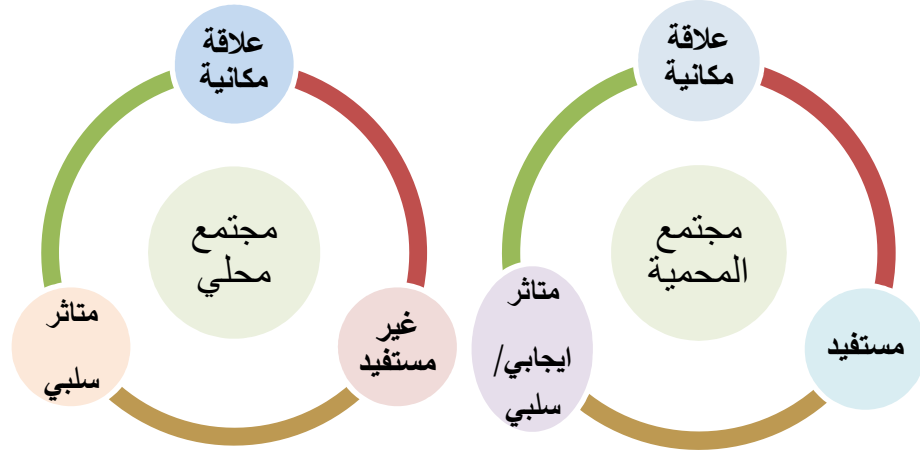 علاقة
مكانية
مجتمع
المحمية
مستفيد
متاثر
ايجابي/
سلبي
علاقة
مكانية
مجتمع
محلي
غير
مستفيد
متاثر
سلبي